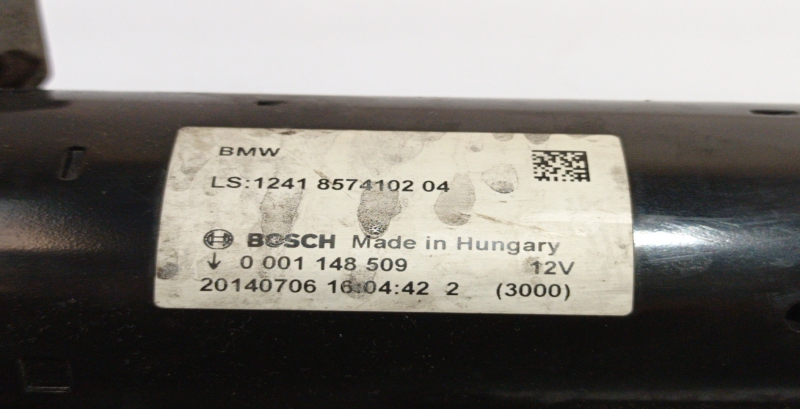 BMW
LS:1241 8574102 04
BOSCH Made in Hungary
↓ 0 001 148 509 12V
20140706 16:04:42 2 (3000)